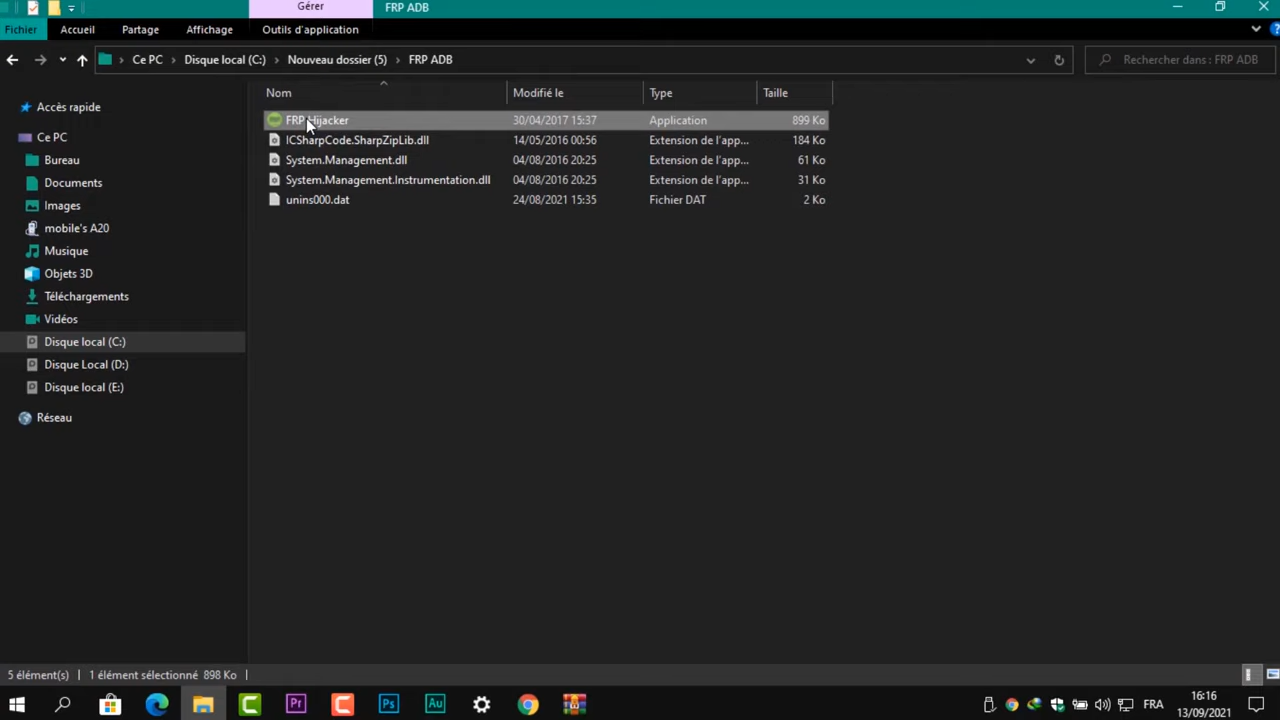 Gérer
FRP ADB
Fichier
Accueil
Partage
Affichage
Outils d'application
Ce PC
Disque local (C:)
Nouveau dossier (5)
FRP ADB
Rechercher dans : FRP ADB
Nom
Modifié le
Type
Taille
FRP Hijacker
30/04/2017 15:37
Application
899 Ko
ICSharpCode.SharpZipLib.dll
14/05/2016 00:56
Extension de l'app...
184 Ko
System.Management.dll
04/08/2016 20:25
Extension de l'app...
61 Ko
System.Management.Instrumentation.dll
04/08/2016 20:25
Extension de l'app...
31 Ko
unins000.dat
24/08/2021 15:35
Fichier DAT
2 Ko
Accès rapide
Ce PC
Bureau
Documents
Images
mobile's A20
Musique
Objets 3D
Téléchargements
Vidéos
Disque local (C:)
Disque Local (D:)
Disque local (E:)
Réseau
5 élément(s)
1 élément sélectionné 898 Ko
Pr
Ps
Au
FRA
16:16
13/09/2021